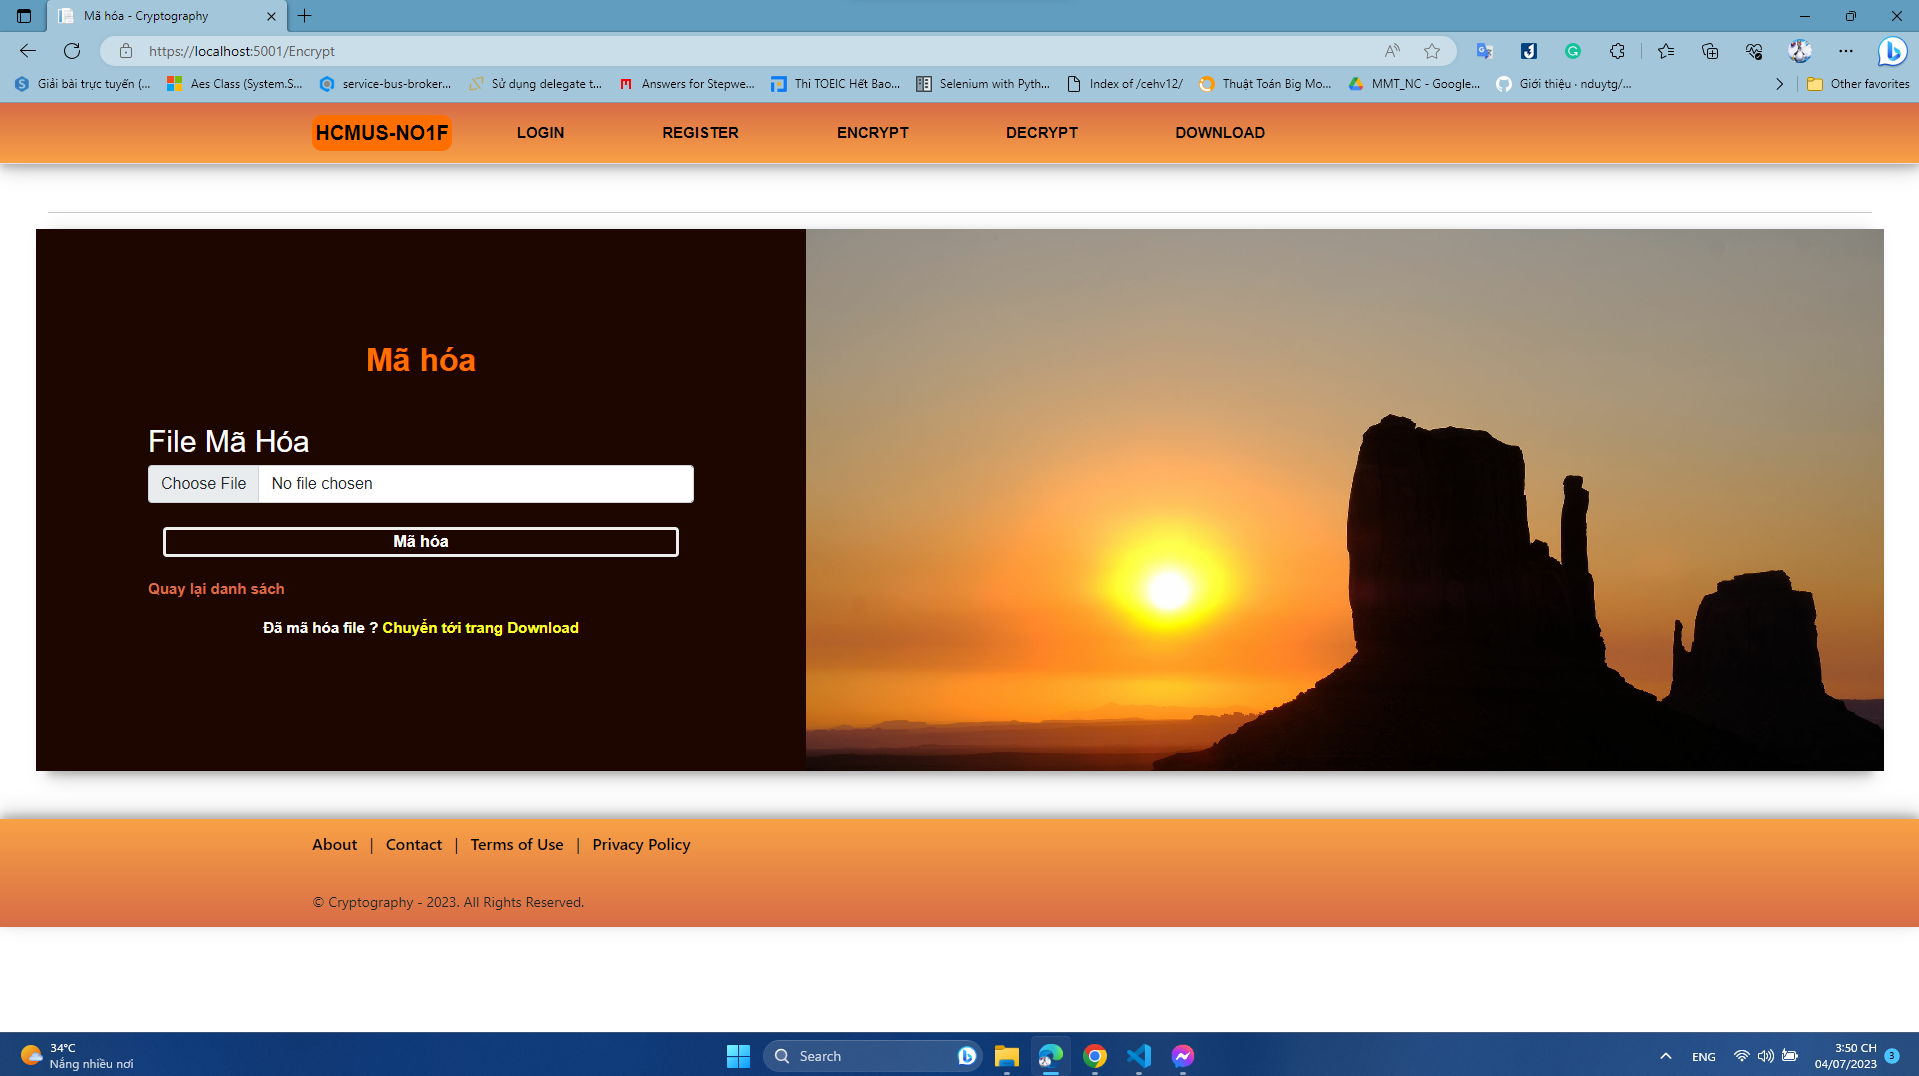 Mã hóa - Cryptography
https://localhost:5001/Encrypt
Giải bài trực tuyến (... Aes Class (System.S... service-bus-broker... Sử dụng delegate t... Answers for Stepwe... Thi TOEIC Hết Bao... Selenium with Pyth... Index of /cehv12/ Thuật Toán Big Mo... MMT_NC - Google... Giới thiệu · nduytg/... Other favorites
HCMUS-NO1F LOGIN REGISTER ENCRYPT DECRYPT DOWNLOAD
Mã hóa
File Mã Hóa
Choose File No file chosen
Mã hóa
Quay lại danh sách
Đã mã hóa file ? Chuyển tới trang Download
About | Contact | Terms of Use | Privacy Policy
© Cryptography - 2023. All Rights Reserved.
34°C
Nắng nhiều nơi
Search
ENG
3:50 CH
04/07/2023
3